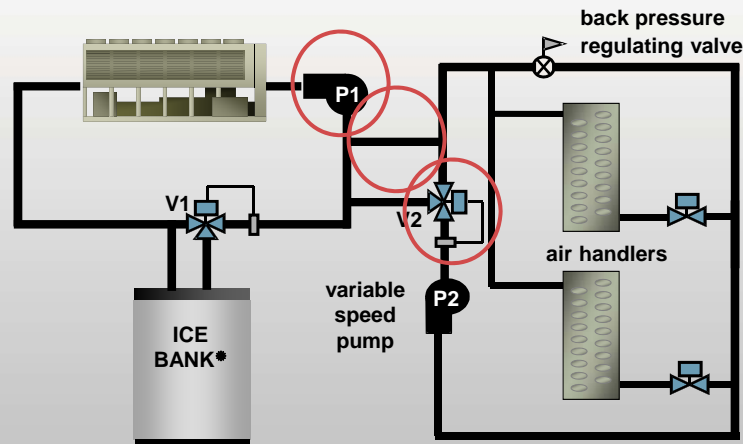 back pressure
regulating valve
P1
V1
V2
air handlers
variable
speed
pump
P2
ICE
BANK*